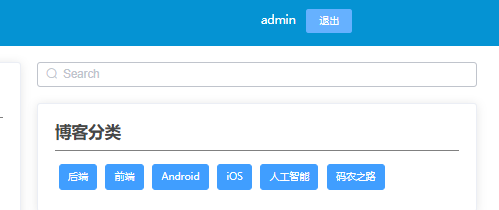 admin 退出
Search
博客分类
后端 前端 Android iOS 人工智能 码农之路